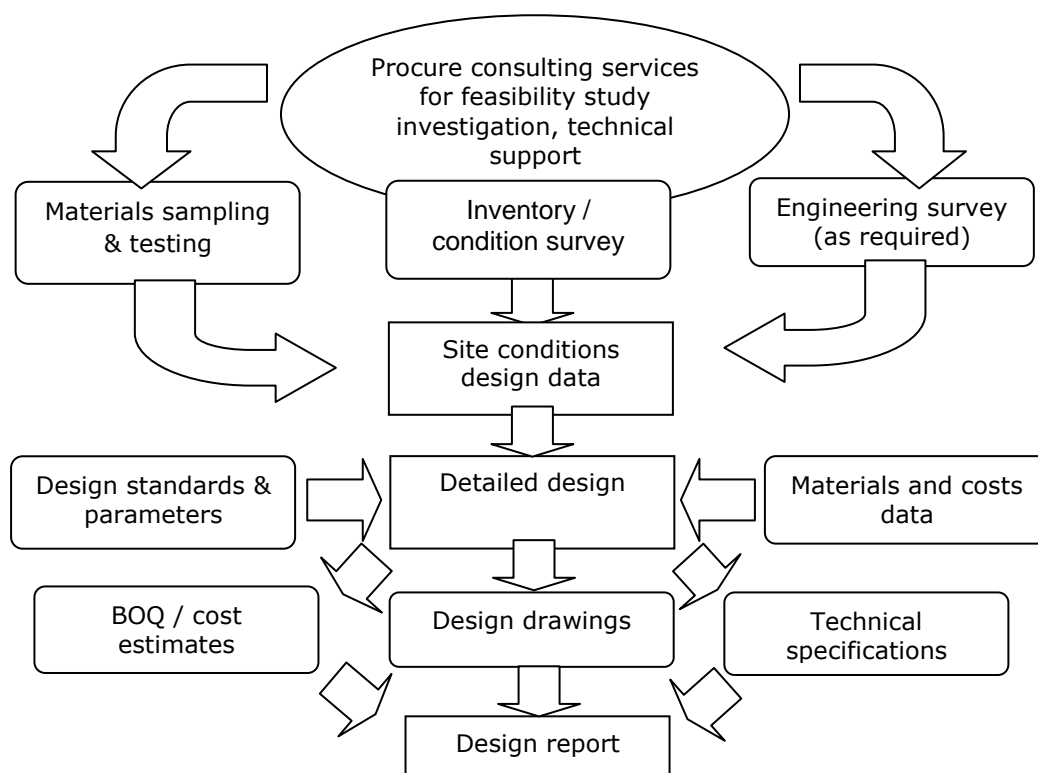 Procure consulting services
for feasibility study
investigation, technical
support
Materials sampling
& testing
Inventory /
condition survey
Engineering survey
(as required)
Site conditions
design data
Design standards &
parameters
Detailed design
Materials and costs
data
BOQ / cost
estimates
Design drawings
Technical
specifications
Design report